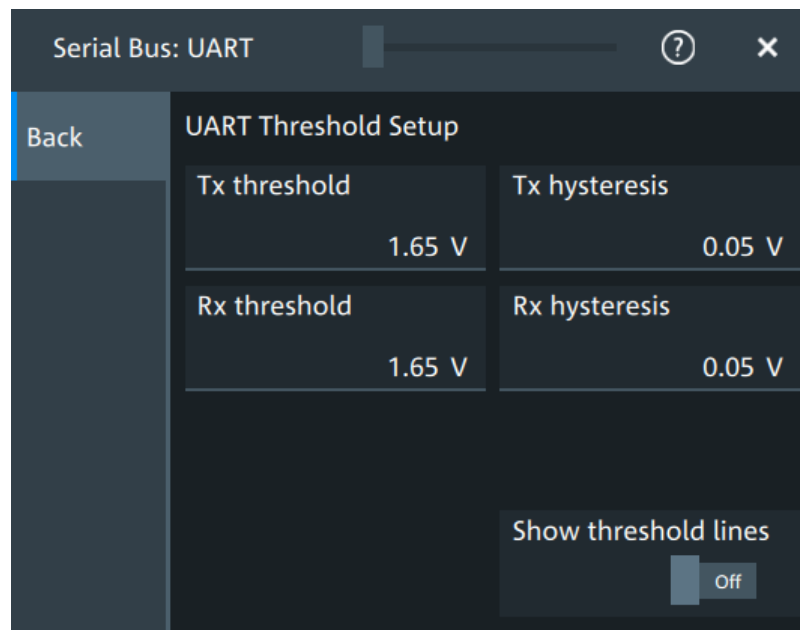 Serial Bus: UART
?
×
Back
UART Threshold Setup
Tx threshold
1.65 V
Tx hysteresis
0.05 V
Rx threshold
1.65 V
Rx hysteresis
0.05 V
Show threshold lines
Off